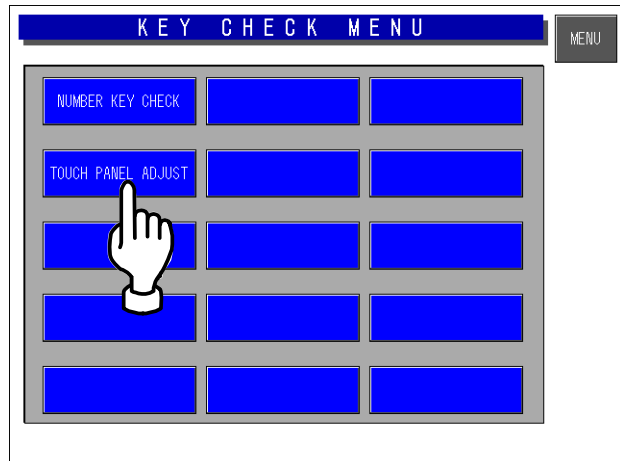 KEY CHECK MENU
MENU
NUMBER KEY CHECK
TOUCH PANEL ADJUST